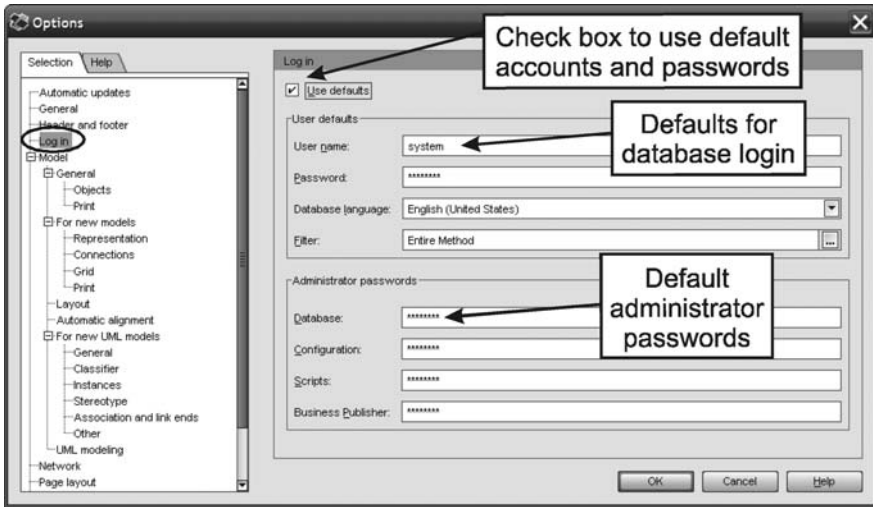 Options
Selection
Help
Automatic updates
General
Header and footer
Log in
Model
General
Objects
Print
For new models
Representation
Connections
Grid
Print
Layout
Automatic alignment
For new UML models
General
Classifier
Instances
Stereotype
Association and link ends
Other
UML modeling
Network
Page layout
Log in
Check box to use default
accounts and passwords
Use defaults
User defaults
User name:
system
Defaults for
database login
Password:
********
Database language:
English (United States)
Filter:
Entire Method
...
Administrator passwords
Default
administrator
passwords
Database:
********
Configuration:
********
Scripts:
********
Business Publisher:
********
OK
Cancel
Help